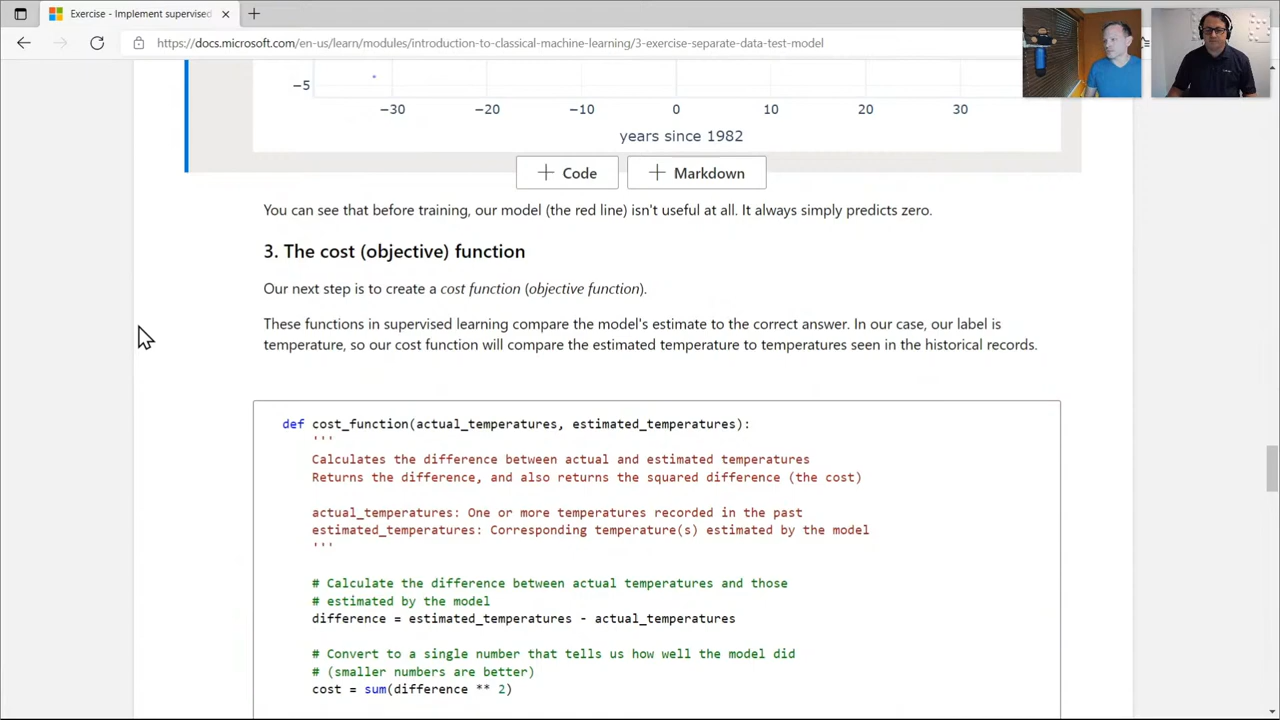 Exercise - Implement supervised
https://docs.microsoft.com/en-us/learn/modules/introduction-to-classical-machine-learning/3-exercise-separate-data-test-model
−5
−30 −20 −10 0 10 20 30
years since 1982
+ Code + Markdown
You can see that before training, our model (the red line) isn't useful at all. It always simply predicts zero.
3. The cost (objective) function
Our next step is to create a cost function (objective function).
These functions in supervised learning compare the model's estimate to the correct answer. In our case, our label is
temperature, so our cost function will compare the estimated temperature to temperatures seen in the historical records.
def cost_function(actual_temperatures, estimated_temperatures):
'''
Calculates the difference between actual and estimated temperatures
Returns the difference, and also returns the squared difference (the cost)
actual_temperatures: One or more temperatures recorded in the past
estimated_temperatures: Corresponding temperature(s) estimated by the model
'''
# Calculate the difference between actual temperatures and those
# estimated by the model
difference = estimated_temperatures - actual_temperatures
# Convert to a single number that tells us how well the model did
# (smaller numbers are better)
cost = sum(difference ** 2)